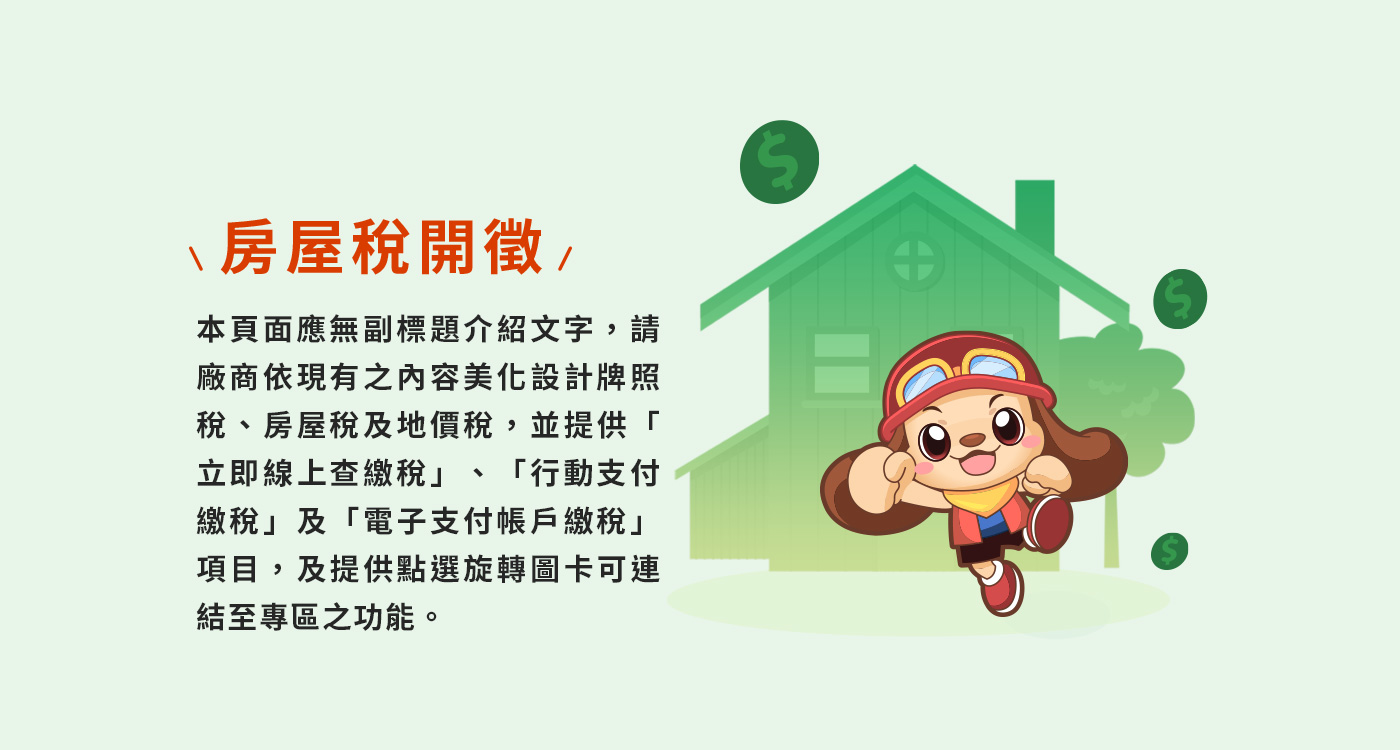 房屋稅開徵
本頁面應無副標題介紹文字，請
廠商依現有之內容美化設計牌照
稅、房屋稅及地價稅，並提供「
立即線上查繳稅」、「行動支付
繳稅」及「電子支付帳戶繳稅」
項目，及提供點選旋轉圖卡可連
結至專區之功能。